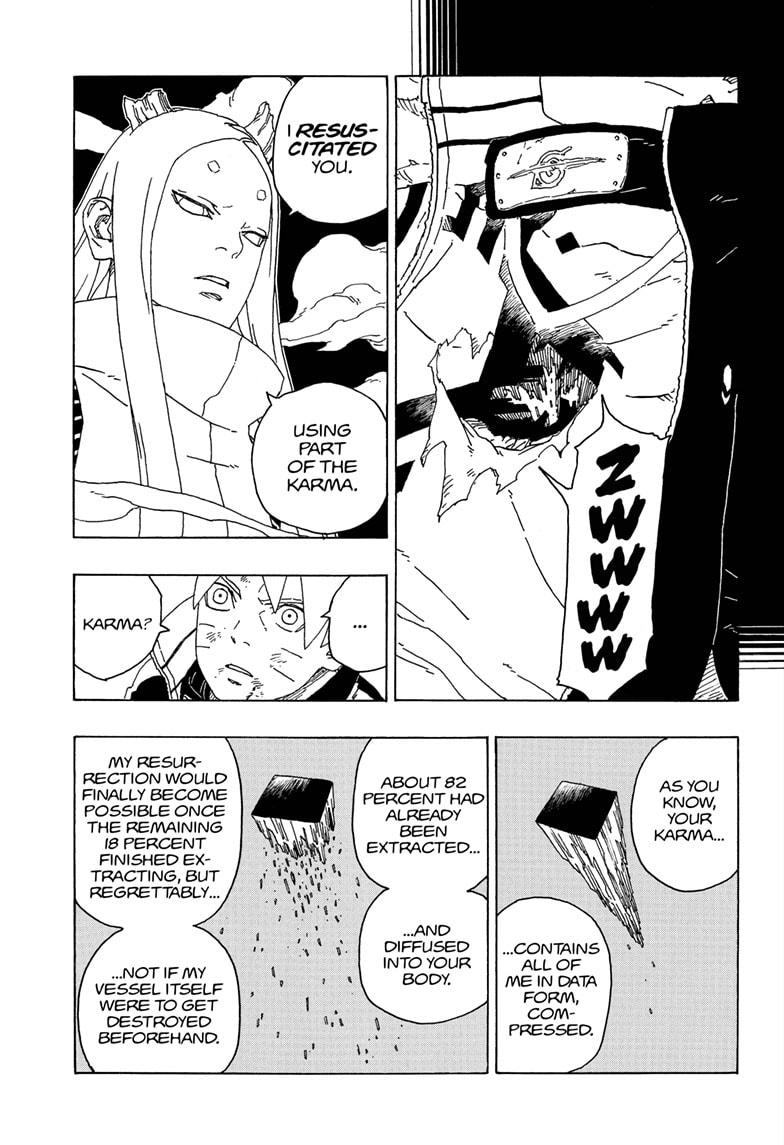 ZWWWW
I RESUS-
CITATED
YOU.
USING
PART
OF THE
KARMA.
...
KARMA?
AS YOU
KNOW,
YOUR
KARMA...
...CONTAINS
ALL OF
ME IN DATA
FORM,
COM-
PRESSED.
ABOUT 82
PERCENT HAD
ALREADY
BEEN
EXTRACTED...
...AND
DIFFUSED
INTO YOUR
BODY.
MY RESUR-
RECTION WOULD
FINALLY BECOME
POSSIBLE ONCE
THE REMAINING
18 PERCENT
FINISHED EX-
TRACTING, BUT
REGRETTABLY...
...NOT IF MY
VESSEL ITSELF
WERE TO GET
DESTROYED
BEFOREHAND.